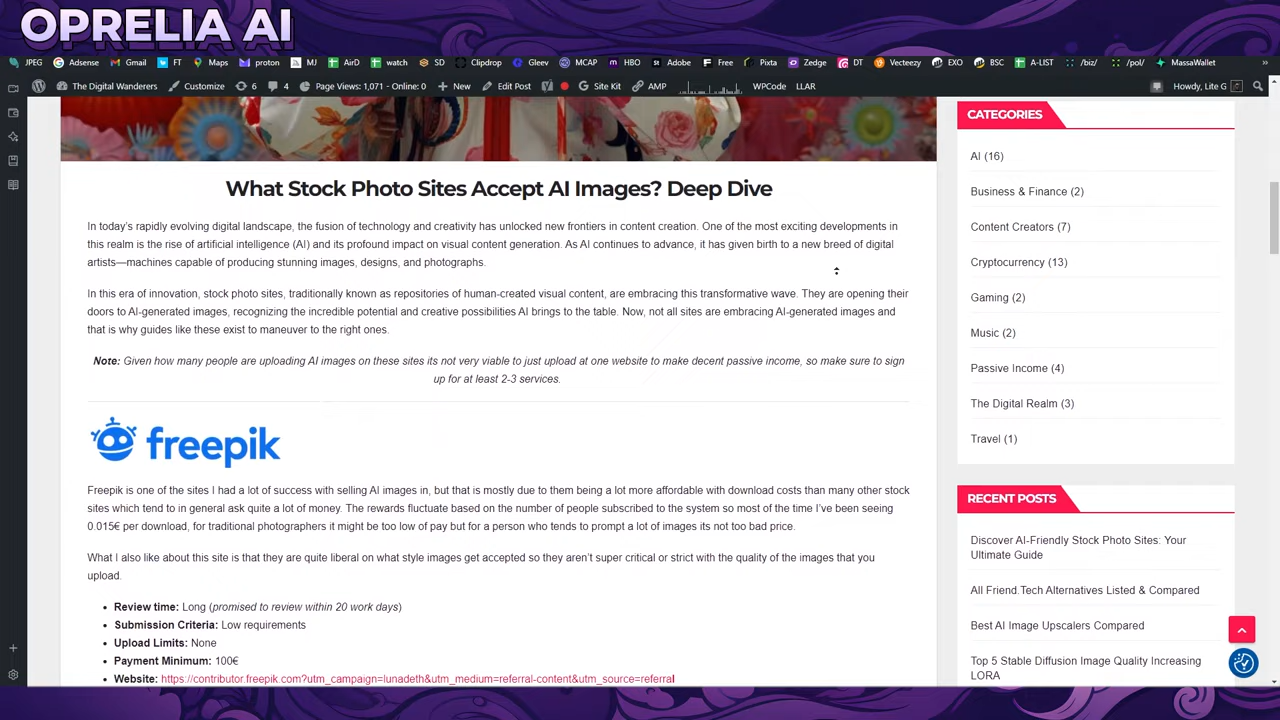 OPRELIA AI
JPEG Adsense Gmail FT Maps proton MJ AirD watch SD Clipdrop Gleev MCAP HBO Adobe Free Pixta Zedge DT Vecteezy EXO BSC A-LIST /biz/ /pol/ MassaWallet »
The Digital Wanderers Customize 6 4 Page Views: 1,071 - Online: 0 New Edit Post Site Kit AMP WPCode LLAR Howdy, Lite G
What Stock Photo Sites Accept AI Images? Deep Dive
In today's rapidly evolving digital landscape, the fusion of technology and creativity has unlocked new frontiers in content creation. One of the most exciting developments in
this realm is the rise of artificial intelligence (AI) and its profound impact on visual content generation. As AI continues to advance, it has given birth to a new breed of digital
artists—machines capable of producing stunning images, designs, and photographs.
In this era of innovation, stock photo sites, traditionally known as repositories of human-created visual content, are embracing this transformative wave. They are opening their
doors to AI-generated images, recognizing the incredible potential and creative possibilities AI brings to the table. Now, not all sites are embracing AI-generated images and
that is why guides like these exist to maneuver to the right ones.
Note: Given how many people are uploading AI images on these sites its not very viable to just upload at one website to make decent passive income, so make sure to sign
up for at least 2-3 services.
freepik
Freepik is one of the sites I had a lot of success with selling AI images in, but that is mostly due to them being a lot more affordable with download costs than many other stock
sites which tend to in general ask quite a lot of money. The rewards fluctuate based on the number of people subscribed to the system so most of the time I've been seeing
0.015€ per download, for traditional photographers it might be too low of pay but for a person who tends to prompt a lot of images its not too bad price.
What I also like about this site is that they are quite liberal on what style images get accepted so they aren't super critical or strict with the quality of the images that you
upload.
• Review time: Long (promised to review within 20 work days)
• Submission Criteria: Low requirements
• Upload Limits: None
• Payment Minimum: 100€
• Website: https://contributor.freepik.com?utm_campaign=lunadeth&utm_medium=referral-content&utm_source=referral
CATEGORIES
AI (16)
Business & Finance (2)
Content Creators (7)
Cryptocurrency (13)
Gaming (2)
Music (2)
Passive Income (4)
The Digital Realm (3)
Travel (1)
RECENT POSTS
Discover AI-Friendly Stock Photo Sites: Your
Ultimate Guide
All Friend.Tech Alternatives Listed & Compared
Best AI Image Upscalers Compared
Top 5 Stable Diffusion Image Quality Increasing
LORA